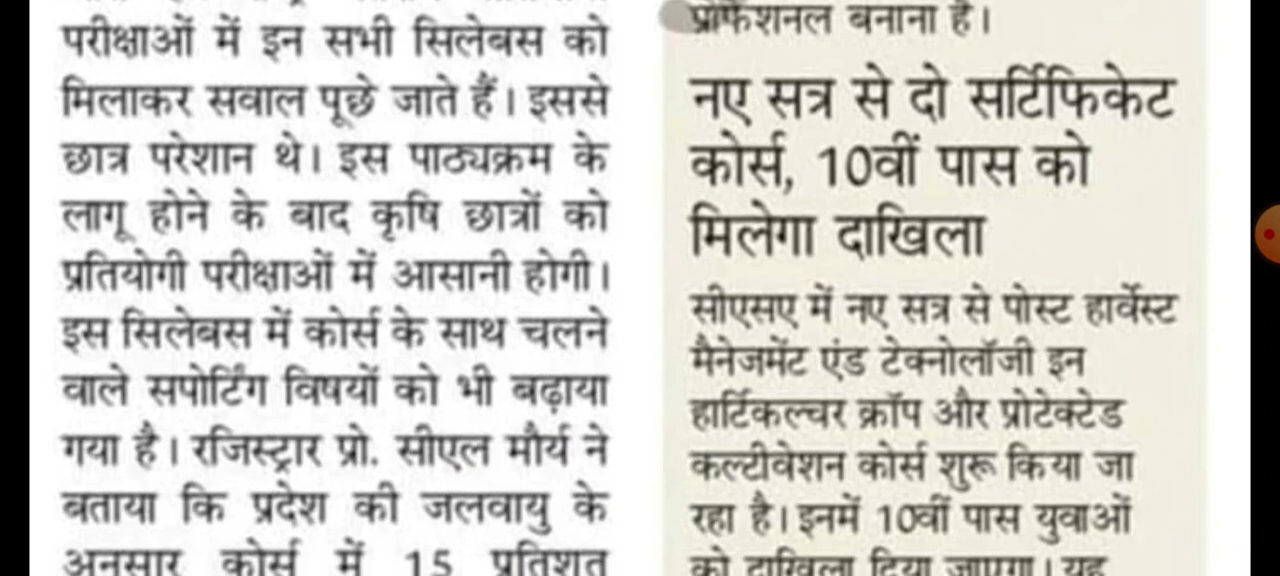 परीक्षाओं में इन सभी सिलेबस को
मिलाकर सवाल पूछे जाते हैं। इससे
छात्र परेशान थे। इस पाठ्यक्रम के
लागू होने के बाद कृषि छात्रों को
प्रतियोगी परीक्षाओं में आसानी होगी।
इस सिलेबस में कोर्स के साथ चलने
वाले सपोर्टिंग विषयों को भी बढ़ाया
गया है। रजिस्ट्रार प्रो. सीएल मौर्य ने
बताया कि प्रदेश की जलवायु के
अनुसार कोर्स में 15 प्रतिशत
प्रोफेशनल बनाना है।
नए सत्र से दो सर्टिफिकेट
कोर्स, 10वीं पास को
मिलेगा दाखिला
सीएसए में नए सत्र से पोस्ट हार्वेस्ट
मैनेजमेंट एंड टेक्नोलॉजी इन
हार्टिकल्चर क्रॉप और प्रोटेक्टेड
कल्टीवेशन कोर्स शुरू किया जा
रहा है। इनमें 10वीं पास युवाओं
को दाखिला दिया जाएगा। यह